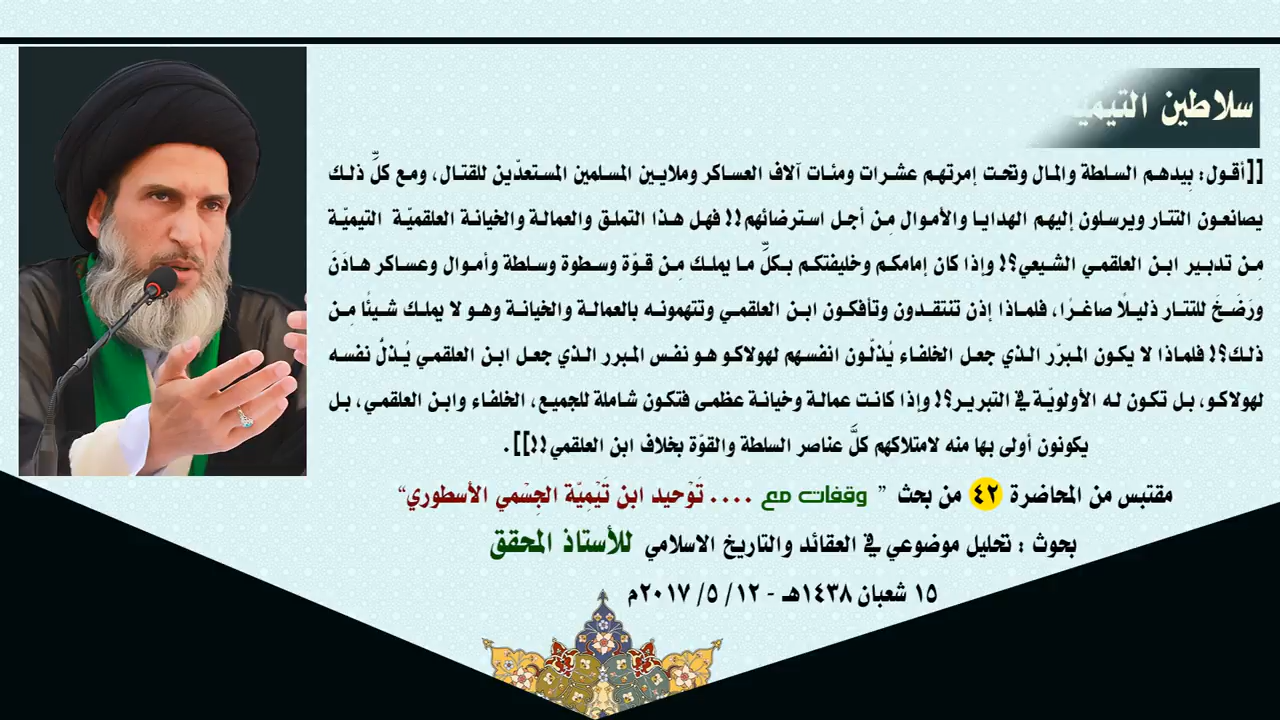 سلاطين
[[أقول: بيدهم السلطة والمال وتحت إمرتهم عشرات ومئات آلاف العساكر وملايين المسلمين المستعدّين للقتال، ومع كلِّ ذلك
يصانعون التتار ويرسلون إليهم الهدايا والأموال مِن أجل استرضائهم!! فهل هذا التملق والعمالة والخيانة العلقميّة التيميّة
مِن تدبير ابن العلقمي الشيعي؟! وإذا كان إمامكم وخليفتكم بكلِّ ما يملك مِن قوّة وسطوة وسلطة وأموال وعساكر هادَنَ
ورَضَخَ للتتار ذليلًا صاغرًا، فلماذا إذن تنتقدون وتأفكون ابن العلقمي وتتهمونه بالعمالة والخيانة وهو لا يملك شيئًا مِن
ذلك؟! فلماذا لا يكون المبرّر الذي جعل الخلفاء يُذلّون انفسهم لهولاكو هو نفس المبرر الذي جعل ابن العلقمي يُذلّ نفسه
لهولاكو، بل تكون له الأولويّة في التبرير؟! وإذا كانت عمالة وخيانة عظمى فتكون شاملة للجميع، الخلفاء وابن العلقمي، بل
يكونون أولى بها منه لامتلاكهم كلَّ عناصر السلطة والقوّة بخلاف ابن العلقمي!!]].
مقتبس من المحاضرة ٤٢ من بحث " وقفات مع .... تَوْحيد ابن تَيْمِيّة الجِسْمي الأسطوري"
بحوث : تحليل موضوعي في العقائد والتاريخ الاسلامي للأستاذ المحقق
١٥ شعبان ١٤٣٨هـ - ١٢/ ٥/ ٢٠١٧م